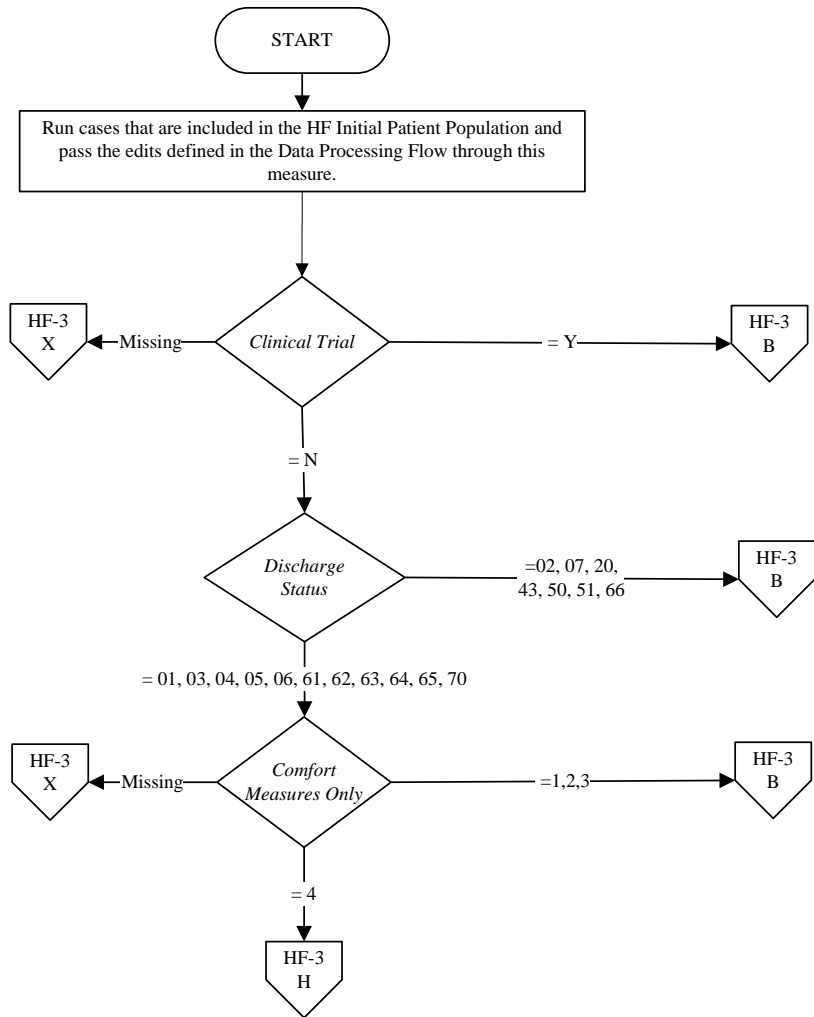 START
Run cases that are included in the HF Initial Patient Population and
pass the edits defined in the Data Processing Flow through this
measure.
HF-3
X
Missing
Clinical Trial
= Y
HF-3
B
= N
Discharge
Status
=02, 07, 20,
43, 50, 51, 66
HF-3
B
= 01, 03, 04, 05, 06, 61, 62, 63, 64, 65, 70
HF-3
X
Missing
Comfort
Measures Only
=1,2,3
HF-3
B
= 4
HF-3
H